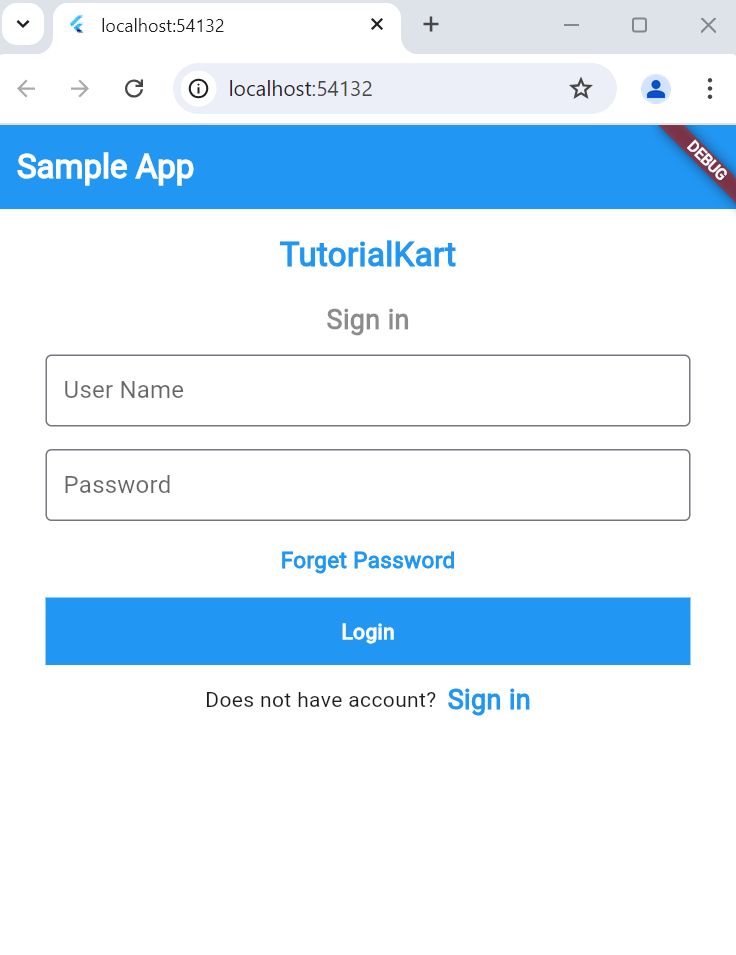 localhost:54132
localhost:54132
Sample App
DEBUG
TutorialKart
Sign in
User Name
Password
Forget Password
Login
Does not have account? Sign in